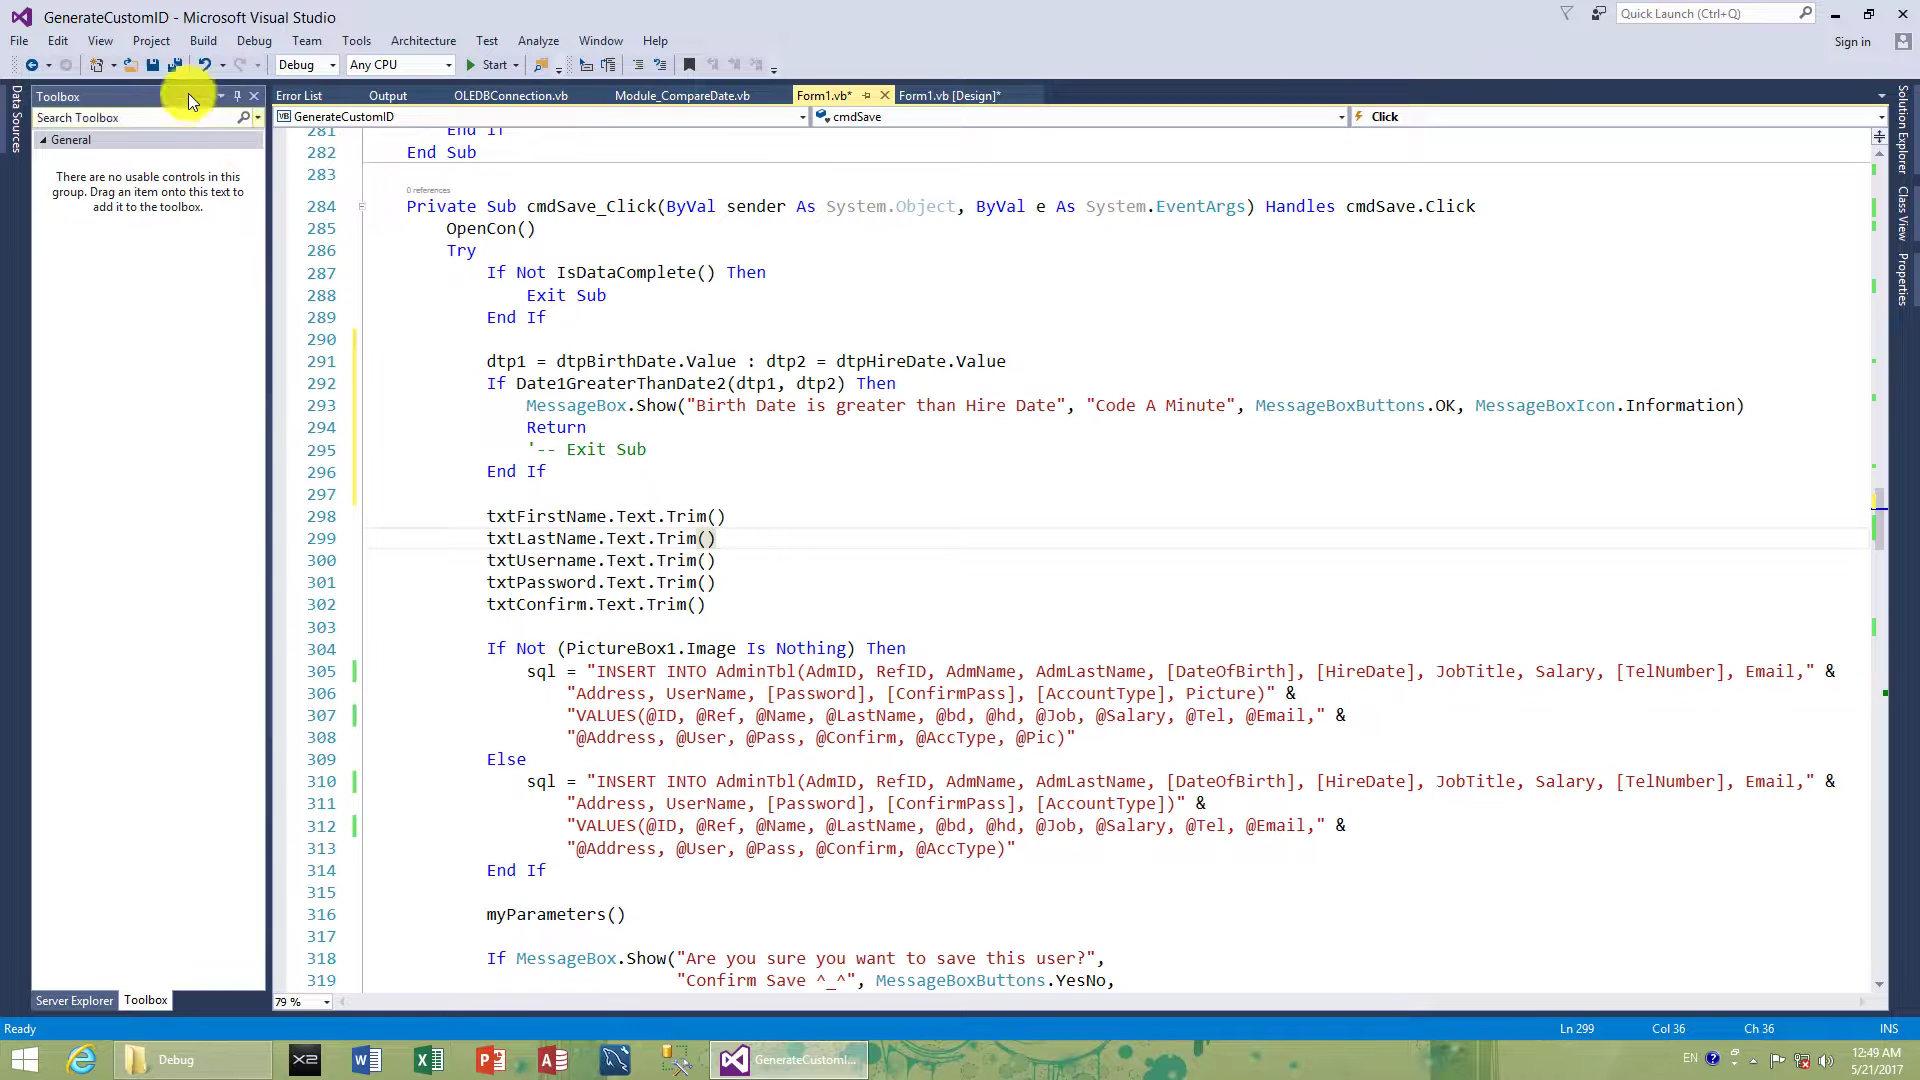 GenerateCustomID - Microsoft Visual Studio
Quick Launch (Ctrl+Q)
File Edit View Project Build Debug Team Tools Architecture Test Analyze Window Help
Sign in
Debug Any CPU Start
Data Sources
Toolbox
Error List Output OLEDBConnection.vb Module_CompareDate.vb Form1.vb* Form1.vb [Design]*
Search Toolbox
GenerateCustomID cmdSave Click
General
There are no usable controls in this
group. Drag an item onto this text to
add it to the toolbox.
Solution Explorer
Class View
Properties
281 End If
282 End Sub
283
0 references
284 Private Sub cmdSave_Click(ByVal sender As System.Object, ByVal e As System.EventArgs) Handles cmdSave.Click
285 OpenCon()
286 Try
287 If Not IsDataComplete() Then
288 Exit Sub
289 End If
290
291 dtp1 = dtpBirthDate.Value : dtp2 = dtpHireDate.Value
292 If Date1GreaterThanDate2(dtp1, dtp2) Then
293 MessageBox.Show("Birth Date is greater than Hire Date", "Code A Minute", MessageBoxButtons.OK, MessageBoxIcon.Information)
294 Return
295 '-- Exit Sub
296 End If
297
298 txtFirstName.Text.Trim()
299 txtLastName.Text.Trim()
300 txtUsername.Text.Trim()
301 txtPassword.Text.Trim()
302 txtConfirm.Text.Trim()
303
304 If Not (PictureBox1.Image Is Nothing) Then
305 sql = "INSERT INTO AdminTbl(AdmID, RefID, AdmName, AdmLastName, [DateOfBirth], [HireDate], JobTitle, Salary, [TelNumber], Email," &
306 "Address, UserName, [Password], [ConfirmPass], [AccountType], Picture)" &
307 "VALUES(@ID, @Ref, @Name, @LastName, @bd, @hd, @Job, @Salary, @Tel, @Email," &
308 "@Address, @User, @Pass, @Confirm, @AccType, @Pic)"
309 Else
310 sql = "INSERT INTO AdminTbl(AdmID, RefID, AdmName, AdmLastName, [DateOfBirth], [HireDate], JobTitle, Salary, [TelNumber], Email," &
311 "Address, UserName, [Password], [ConfirmPass], [AccountType])" &
312 "VALUES(@ID, @Ref, @Name, @LastName, @bd, @hd, @Job, @Salary, @Tel, @Email," &
313 "@Address, @User, @Pass, @Confirm, @AccType)"
314 End If
315
316 myParameters()
317
318 If MessageBox.Show("Are you sure you want to save this user?",
319 "Confirm Save ^_^", MessageBoxButtons.YesNo,
Server Explorer Toolbox
79 %
Ready Ln 299 Col 36 Ch 36 INS
Debug
X2
GenerateCustomI...
EN
12:49 AM
5/21/2017